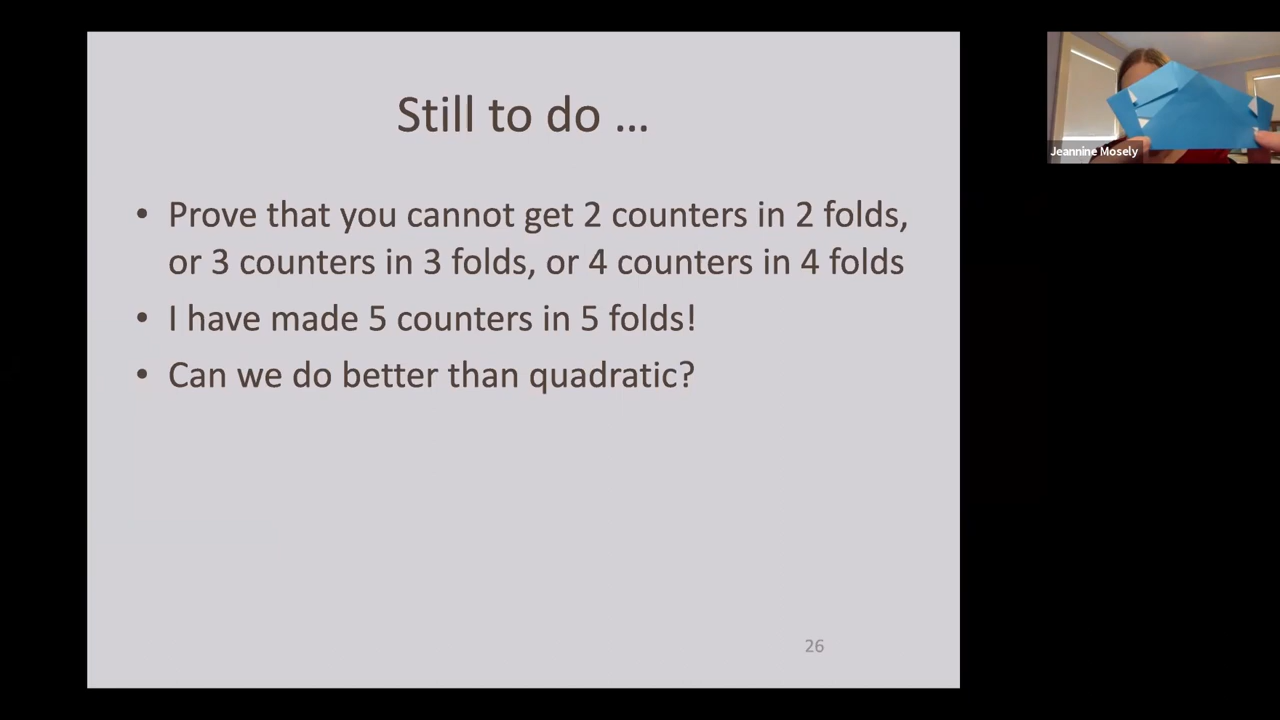 Still to do ...
• Prove that you cannot get 2 counters in 2 folds,
or 3 counters in 3 folds, or 4 counters in 4 folds
• I have made 5 counters in 5 folds!
• Can we do better than quadratic?
26
Jeannine Mosely